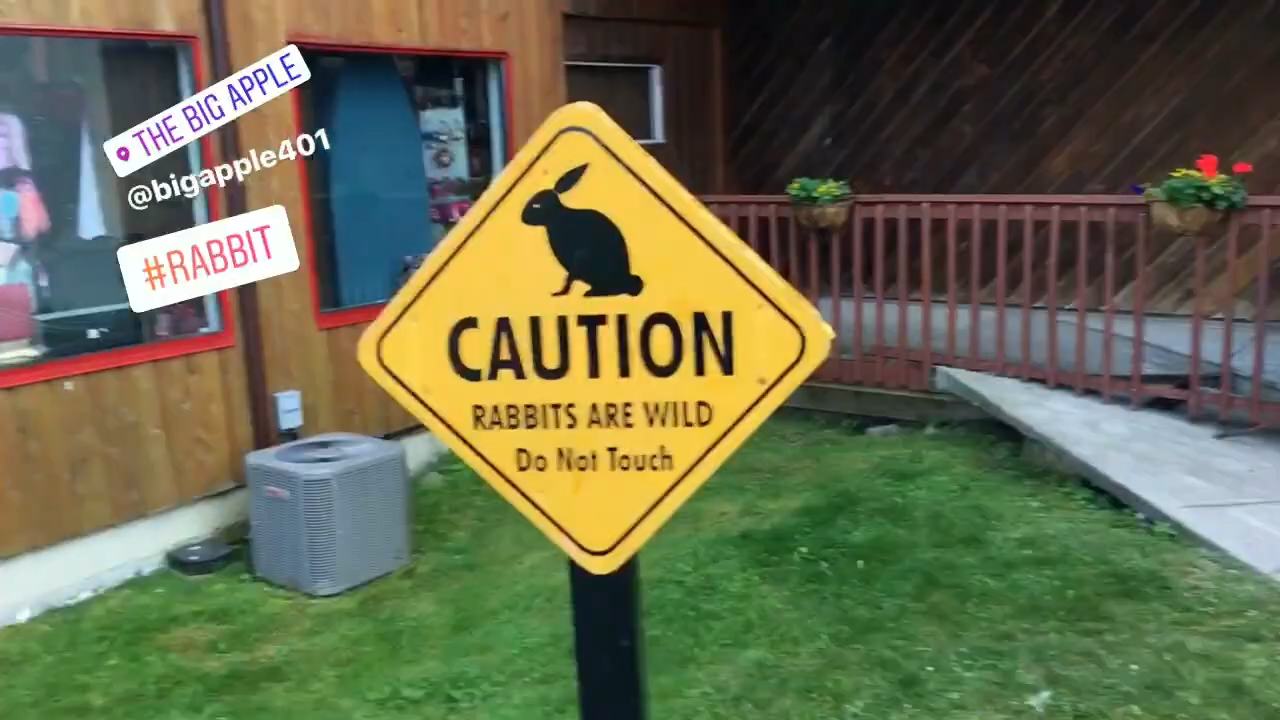 THE BIG APPLE
@bigapple401
#RABBIT
CAUTION
RABBITS ARE WILD
Do Not Touch